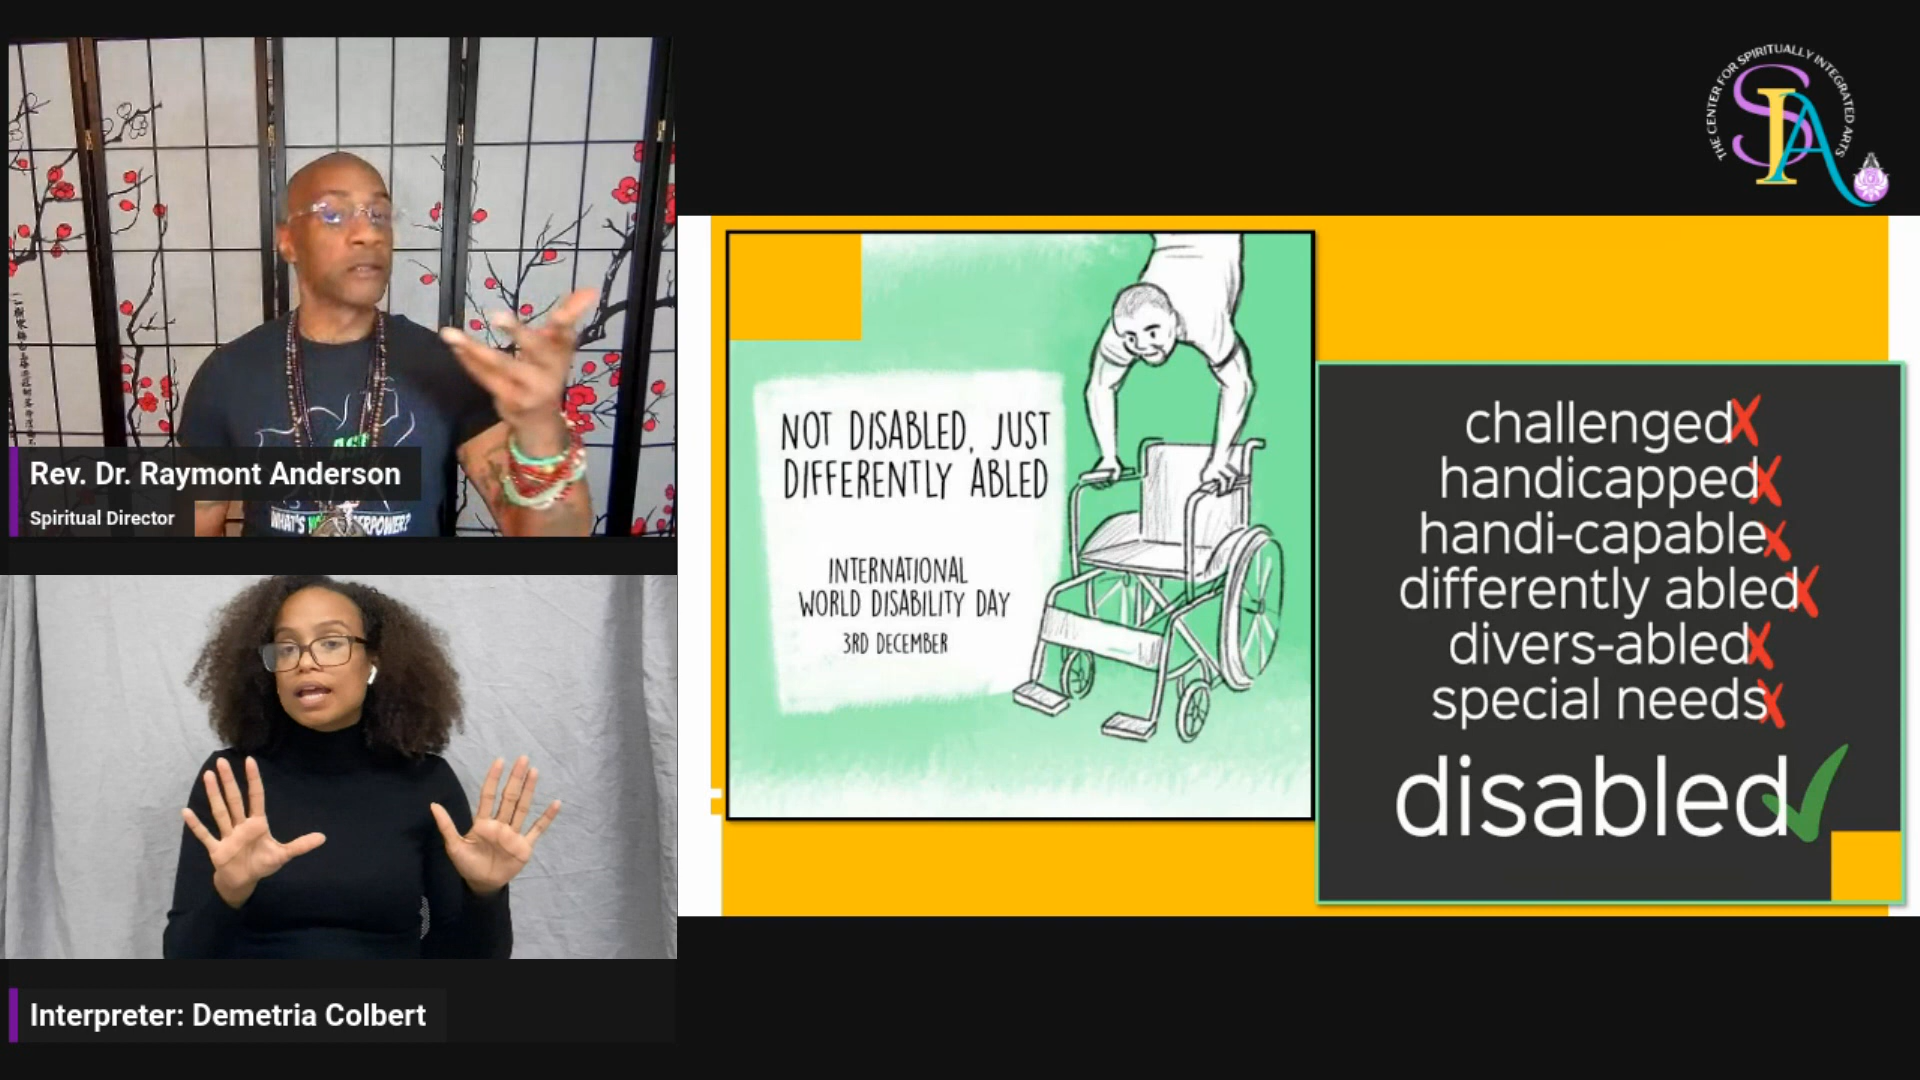 THE CENTER FOR SPIRITUALLY INTEGRATED ARTS
SIA
Rev. Dr. Raymont Anderson
Spiritual Director
Interpreter: Demetria Colbert
NOT DISABLED, JUST
DIFFERENTLY ABLED
INTERNATIONAL
WORLD DISABILITY DAY
3RD DECEMBER
challenged
handicapped
handi-capable
differently abled
divers-abled
special needs
disabled